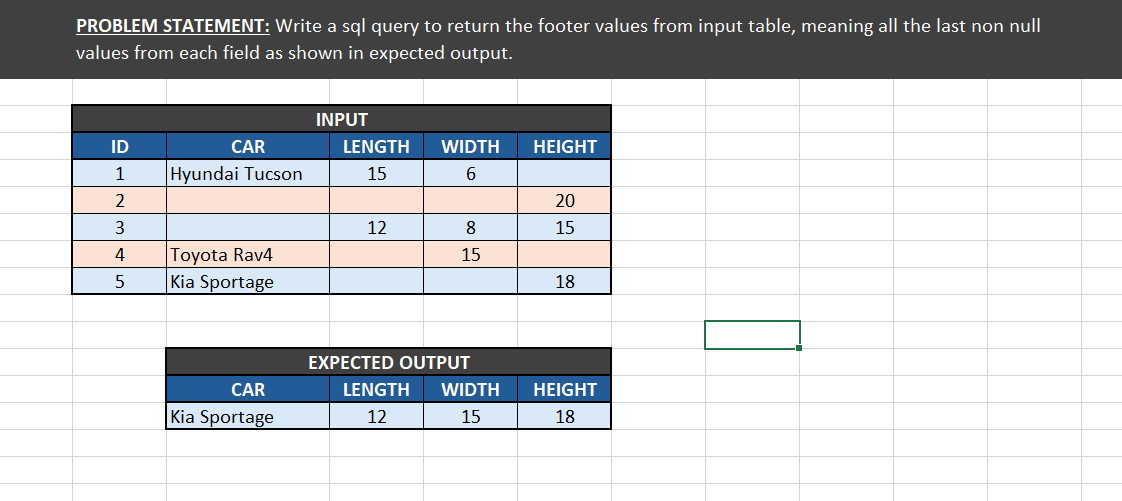 PROBLEM STATEMENT: Write a sql query to return the footer values from input table, meaning all the last non null
values from each field as shown in expected output.
INPUT
ID CAR LENGTH WIDTH HEIGHT
1 Hyundai Tucson 15 6
2 20
3 12 8 15
4 Toyota Rav4 15
5 Kia Sportage 18
EXPECTED OUTPUT
CAR LENGTH WIDTH HEIGHT
Kia Sportage 12 15 18